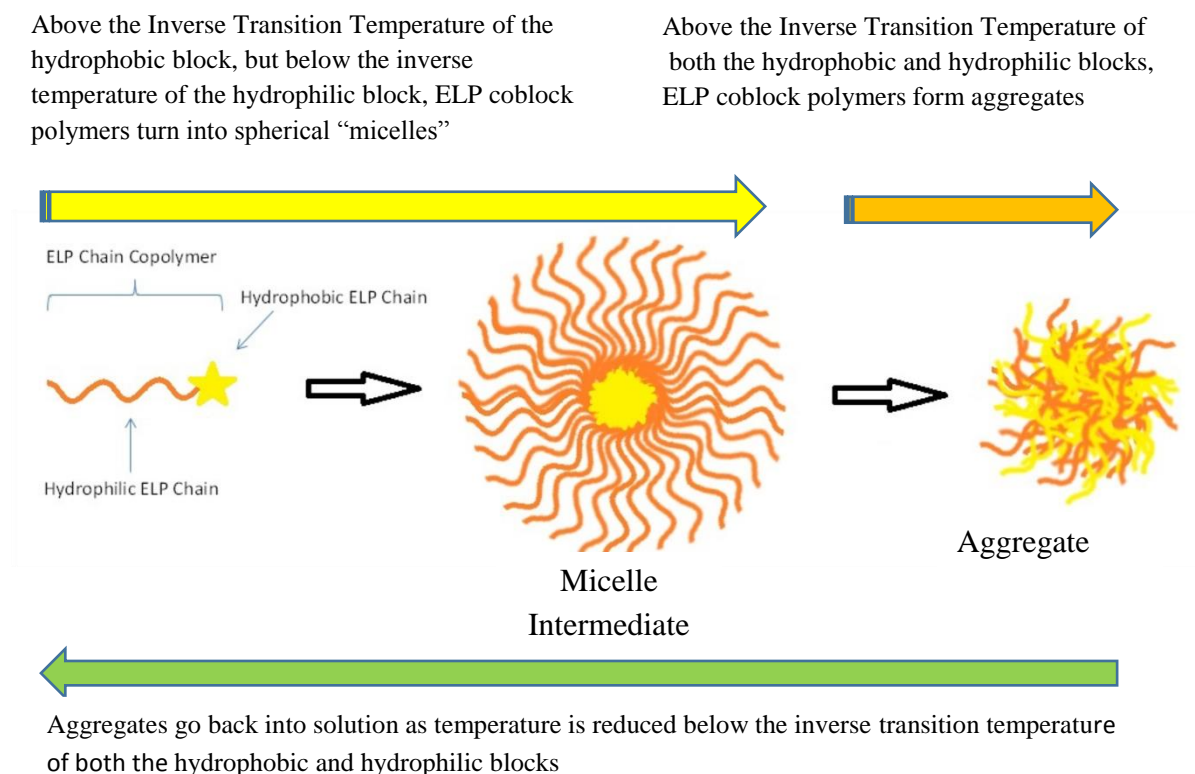 Above the Inverse Transition Temperature of the
hydrophobic block, but below the inverse
temperature of the hydrophilic block, ELP coblock
polymers turn into spherical “micelles”
Above the Inverse Transition Temperature of
both the hydrophobic and hydrophilic blocks,
ELP coblock polymers form aggregates
ELP Chain Copolymer
Hydrophobic ELP Chain
Hydrophilic ELP Chain
Micelle
Intermediate
Aggregate
Aggregates go back into solution as temperature is reduced below the inverse transition temperature
of both the hydrophobic and hydrophilic blocks